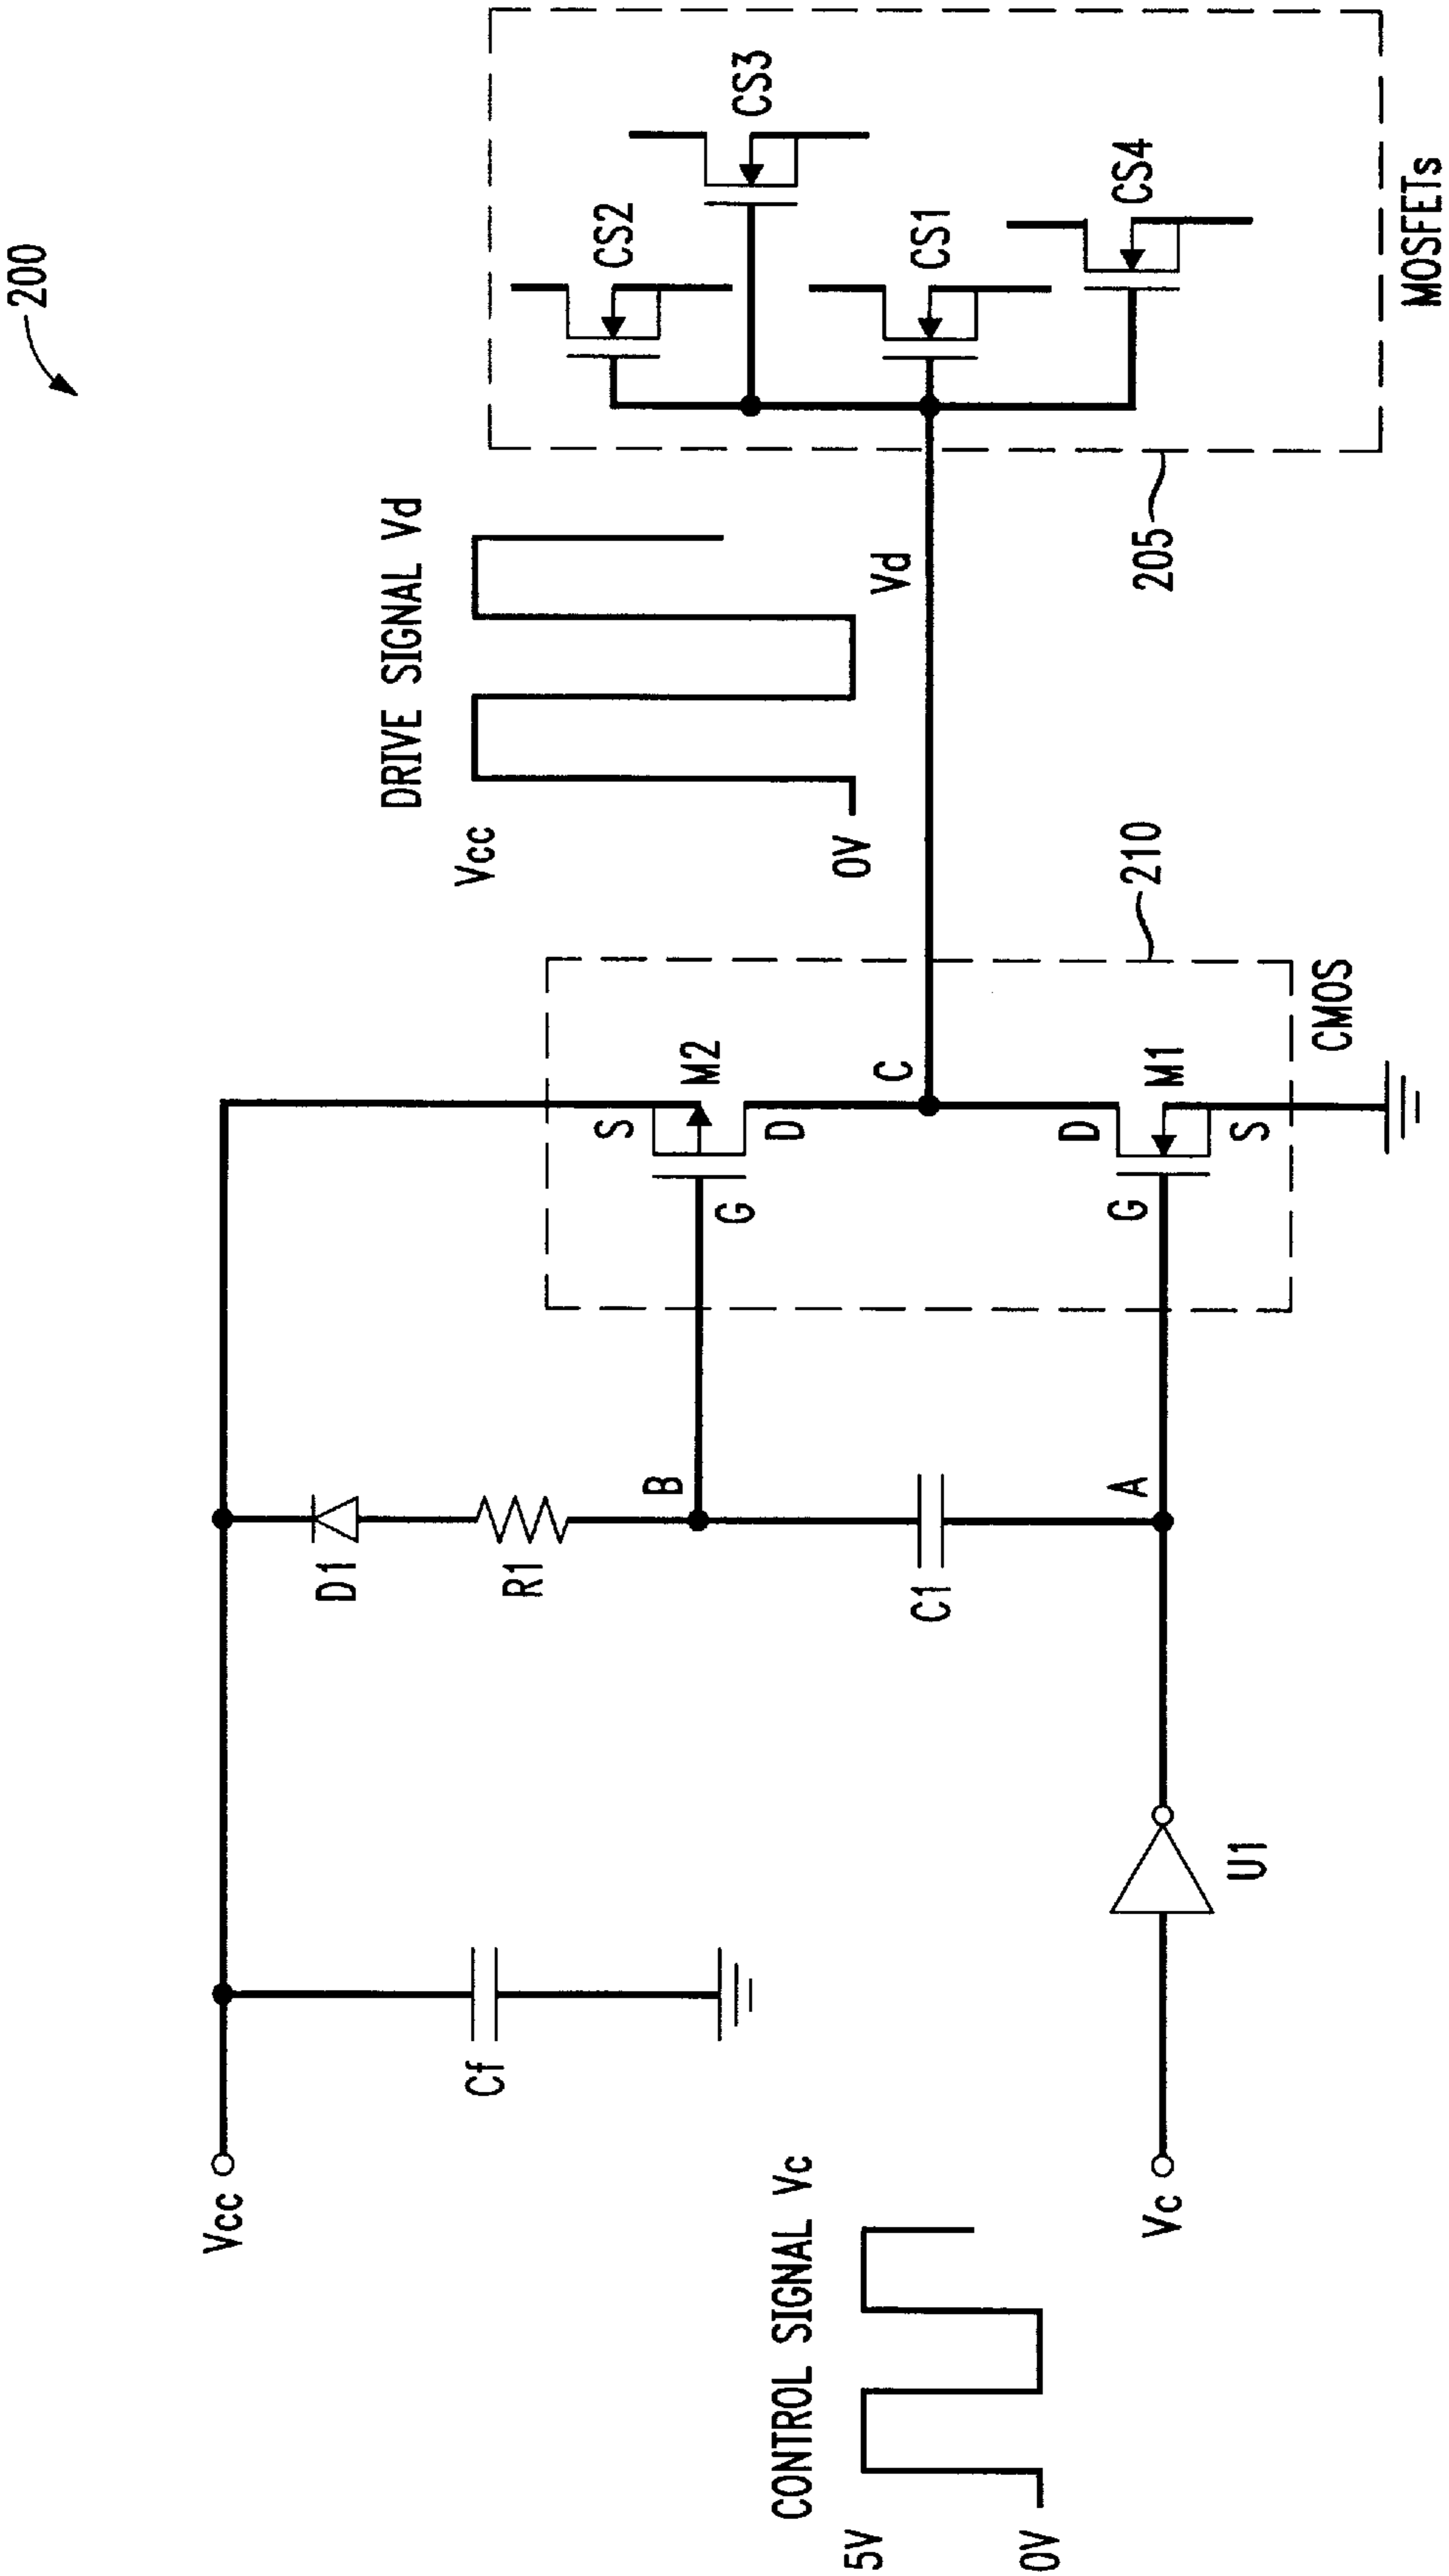 200
Vcc
Cf
D1
R1
B
C1
A
U1
Vc
CONTROL SIGNAL Vc
5V
0V
S
M2
D
G
C
D
M1
G
S
CMOS
210
DRIVE SIGNAL Vd
Vcc
0V
Vd
CS2
CS3
CS1
CS4
205
MOSFETs